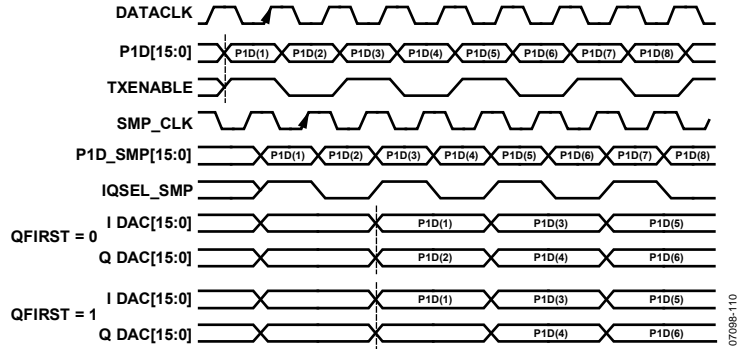 DATACLK
P1D[15:0] P1D(1) P1D(2) P1D(3) P1D(4) P1D(5) P1D(6) P1D(7) P1D(8)
TXENABLE
SMP_CLK
P1D_SMP[15:0] P1D(1) P1D(2) P1D(3) P1D(4) P1D(5) P1D(6) P1D(7) P1D(8)
IQSEL_SMP
QFIRST = 0
I DAC[15:0] P1D(1) P1D(3) P1D(5)
Q DAC[15:0] P1D(2) P1D(4) P1D(6)
QFIRST = 1
I DAC[15:0] P1D(1) P1D(3) P1D(5)
Q DAC[15:0] P1D(4) P1D(6)
07098-110